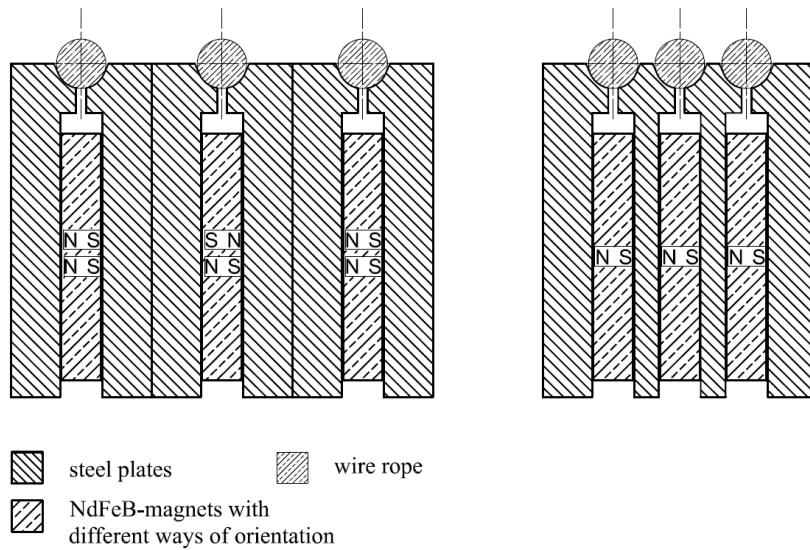 N S
S N
N S
N S
N S
N S
N S
N S
N S
steel plates
wire rope
NdFeB-magnets with
different ways of orientation